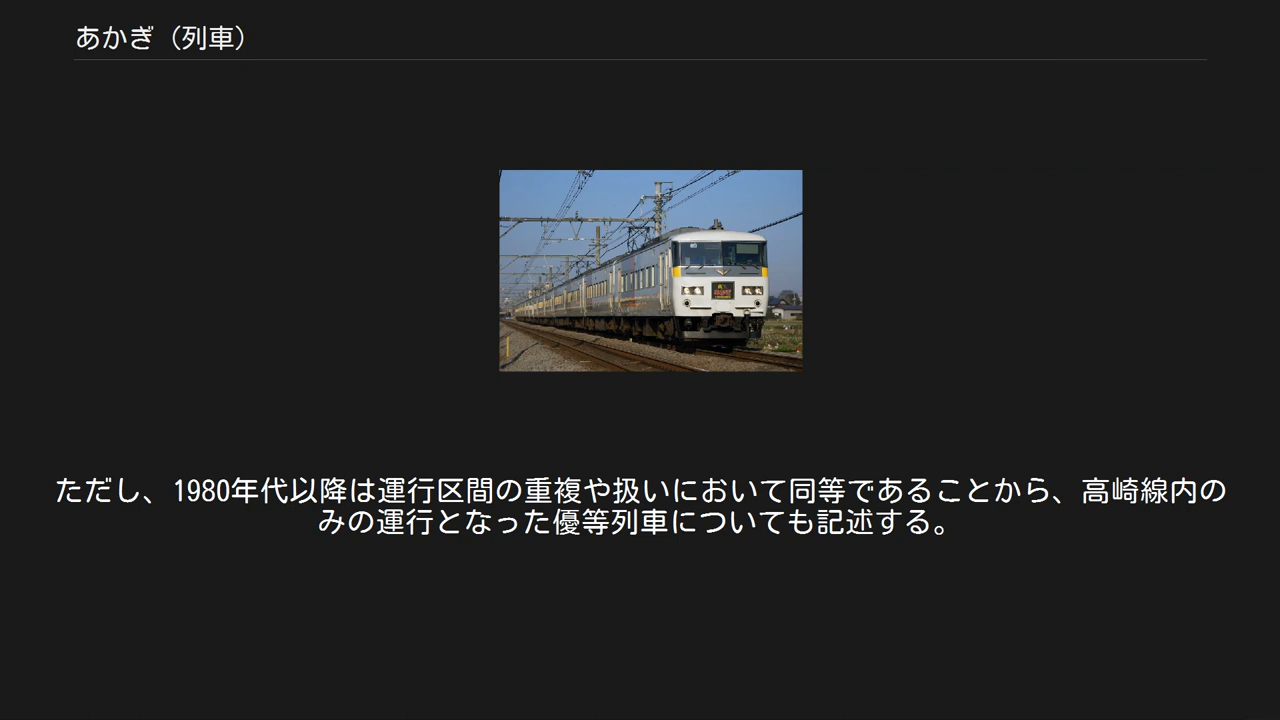 あかぎ（列車）
ただし、1980年代以降は運行区間の重複や扱いにおいて同等であることから、高崎線内の
みの運行となった優等列車についても記述する。